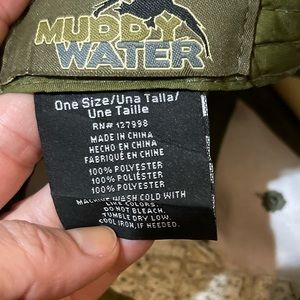 MUDDY
WATER
One Size/Una Talla/
Une Taille
RN# 137998
MADE IN CHINA
HECHO EN CHINA
FABRIQUÉ EN CHINE
100% POLYESTER
100% POLIÉSTER
100% POLYESTER
MACHINE WASH COLD WITH
LIKE COLORS.
DO NOT BLEACH.
TUMBLE DRY LOW.
COOL IRON, IF NEEDED.